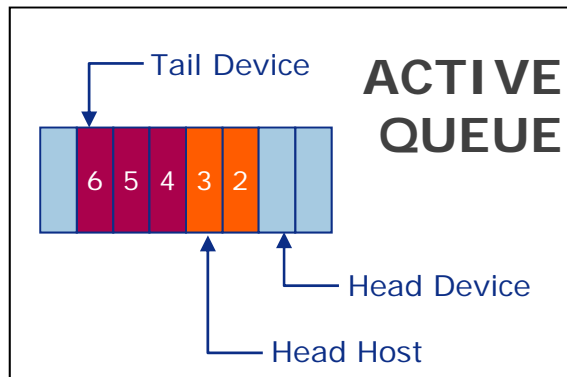 Tail Device
ACTIVE
QUEUE
6 5 4 3 2
Head Device
Head Host